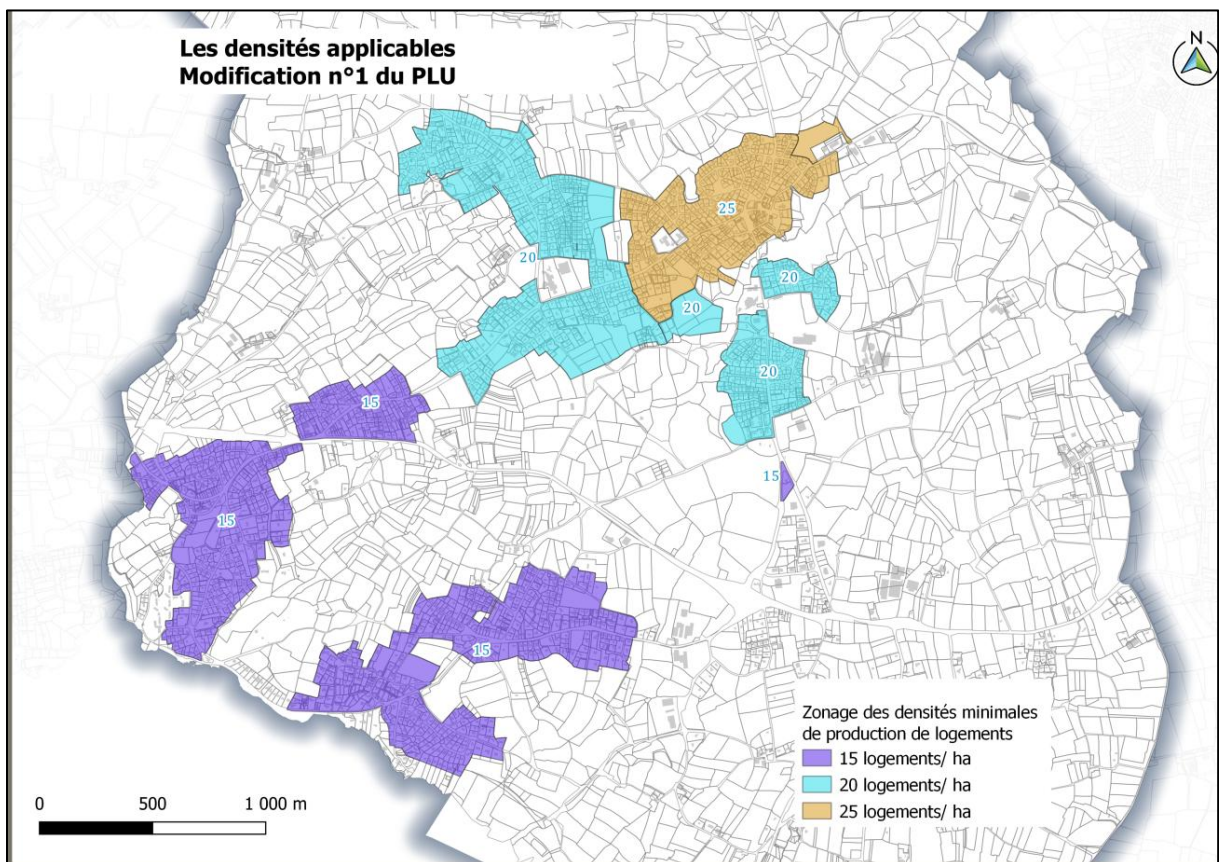 Les densités applicables
Modification n°1 du PLU
N
25
20
20
20
20
15
15
15
15
Zonage des densités minimales
de production de logements
15 logements/ ha
20 logements/ ha
25 logements/ ha
0 500 1 000 m